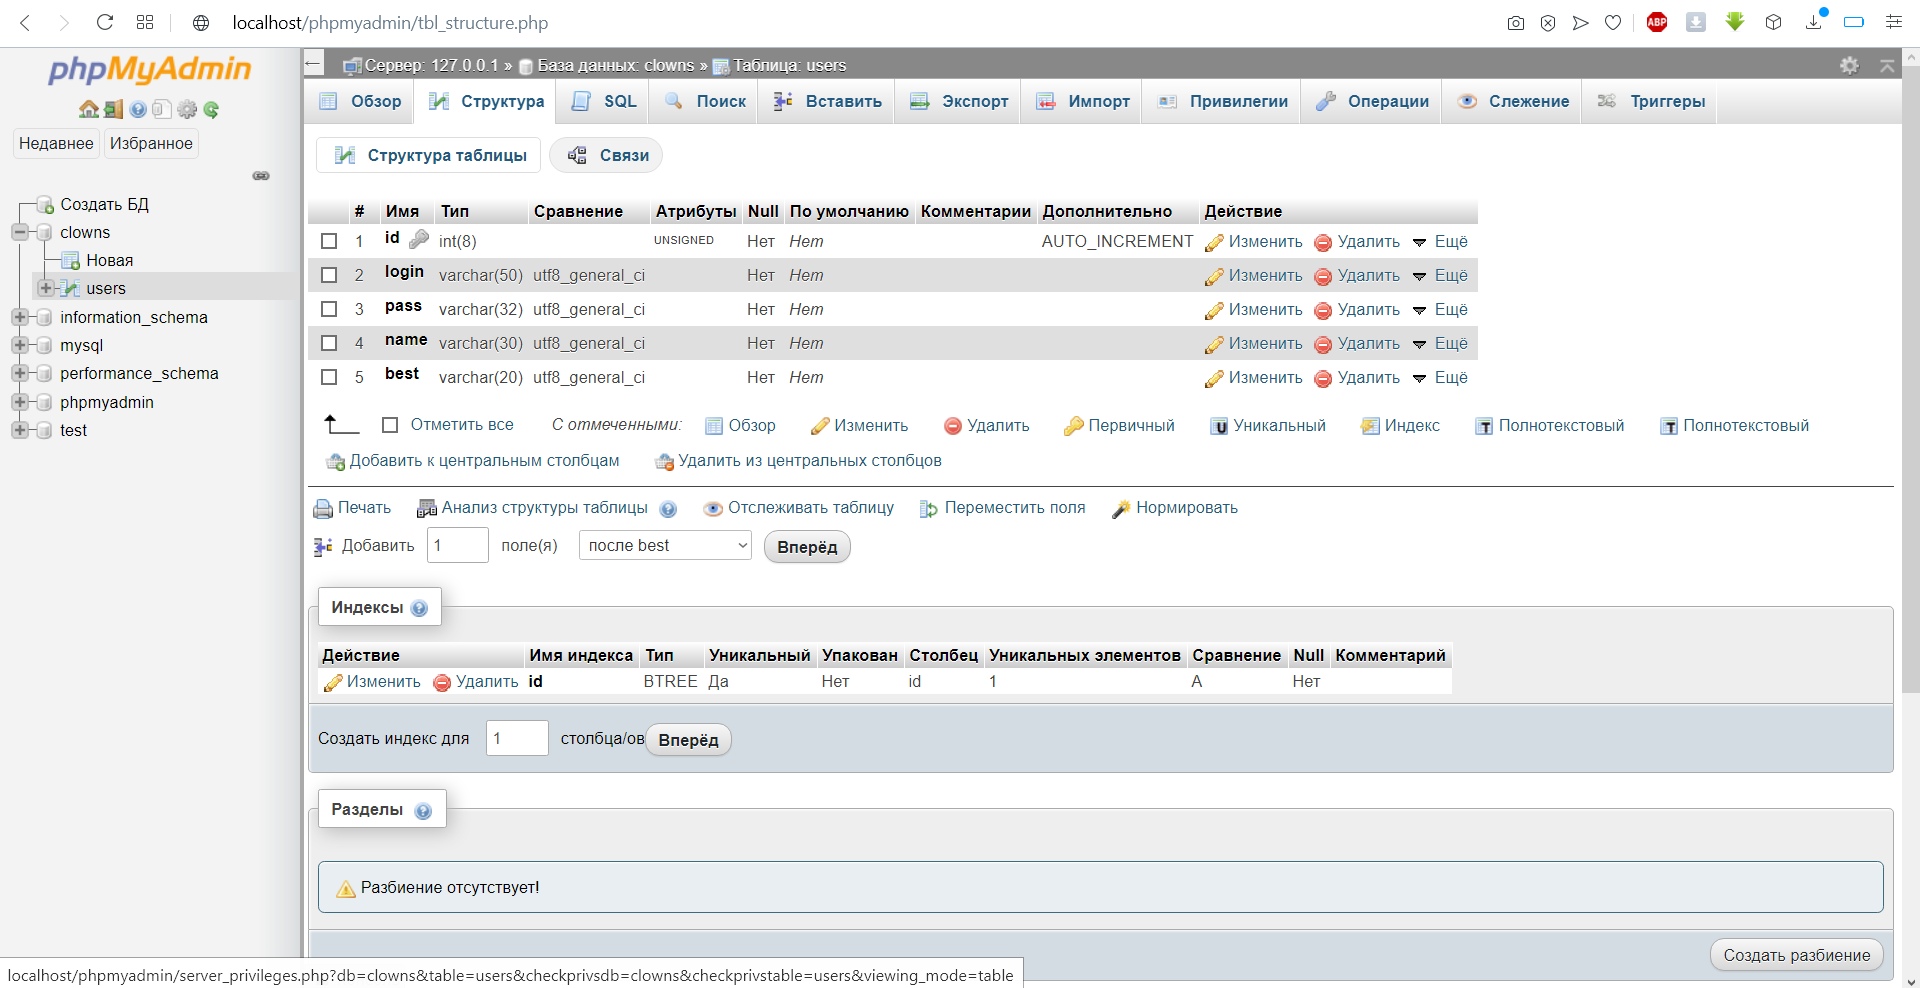 localhost/phpmyadmin/tbl_structure.php
ABP
phpMyAdmin
Недавнее Избранное
Создать БД
clowns
Новая
users
information_schema
mysql
performance_schema
phpmyadmin
test
Сервер: 127.0.0.1 » База данных: clowns » Таблица: users
Обзор Структура SQL Поиск Вставить Экспорт Импорт Привилегии Операции Слежение Триггеры
Структура таблицы Связи
# Имя Тип Сравнение Атрибуты Null По умолчанию Комментарии Дополнительно Действие
1 id int(8) UNSIGNED Нет Нет AUTO_INCREMENT Изменить Удалить Ещё
2 login varchar(50) utf8_general_ci Нет Нет Изменить Удалить Ещё
3 pass varchar(32) utf8_general_ci Нет Нет Изменить Удалить Ещё
4 name varchar(30) utf8_general_ci Нет Нет Изменить Удалить Ещё
5 best varchar(20) utf8_general_ci Нет Нет Изменить Удалить Ещё
Отметить все С отмеченными: Обзор Изменить Удалить Первичный Уникальный Индекс Полнотекстовый Полнотекстовый
Добавить к центральным столбцам Удалить из центральных столбцов
Печать Анализ структуры таблицы Отслеживать таблицу Переместить поля Нормировать
Добавить 1 поле(я) после best Вперёд
Индексы
Действие Имя индекса Тип Уникальный Упакован Столбец Уникальных элементов Сравнение Null Комментарий
Изменить Удалить id BTREE Да Нет id 1 A Нет
Создать индекс для 1 столбца/ов Вперёд
Разделы
Разбиение отсутствует!
Создать разбиение
localhost/phpmyadmin/server_privileges.php?db=clowns&table=users&checkprivsdb=clowns&checkprivstable=users&viewing_mode=table